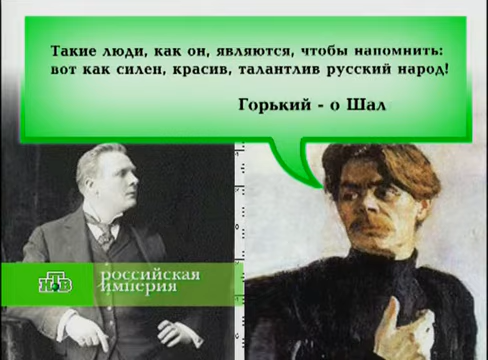 Такие люди, как он, являются, чтобы напомнить:
вот как силен, красив, талантлив русский народ!
Горький - о Шал
НТВ
российская
империя